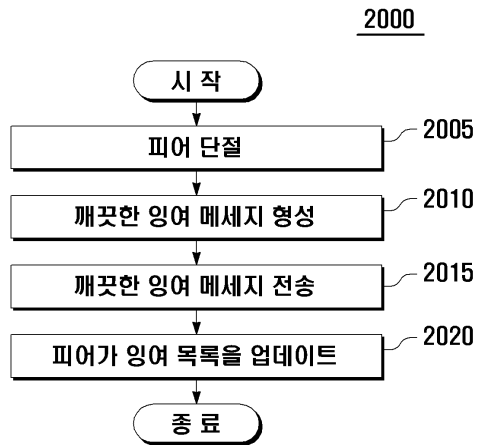 2000
시 작
피어 단절
2005
깨끗한 잉여 메세지 형성
2010
깨끗한 잉여 메세지 전송
2015
피어가 잉여 목록을 업데이트
2020
종 료